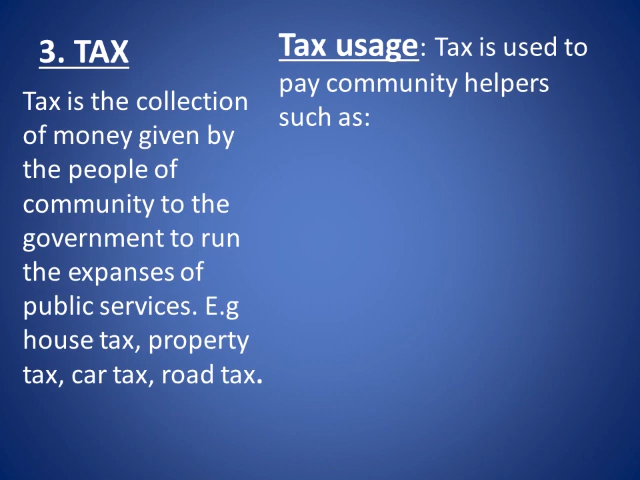 3. TAX
Tax is the collection
of money given by
the people of
community to the
government to run
the expanses of
public services. E.g
house tax, property
tax, car tax, road tax.
Tax usage: Tax is used to
pay community helpers
such as: